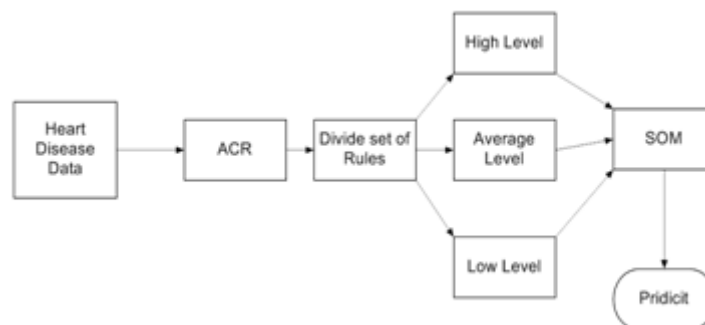 Heart
Disease
Data
ACR
Divide set of
Rules
High Level
Average
Level
Low Level
SOM
Pridicit